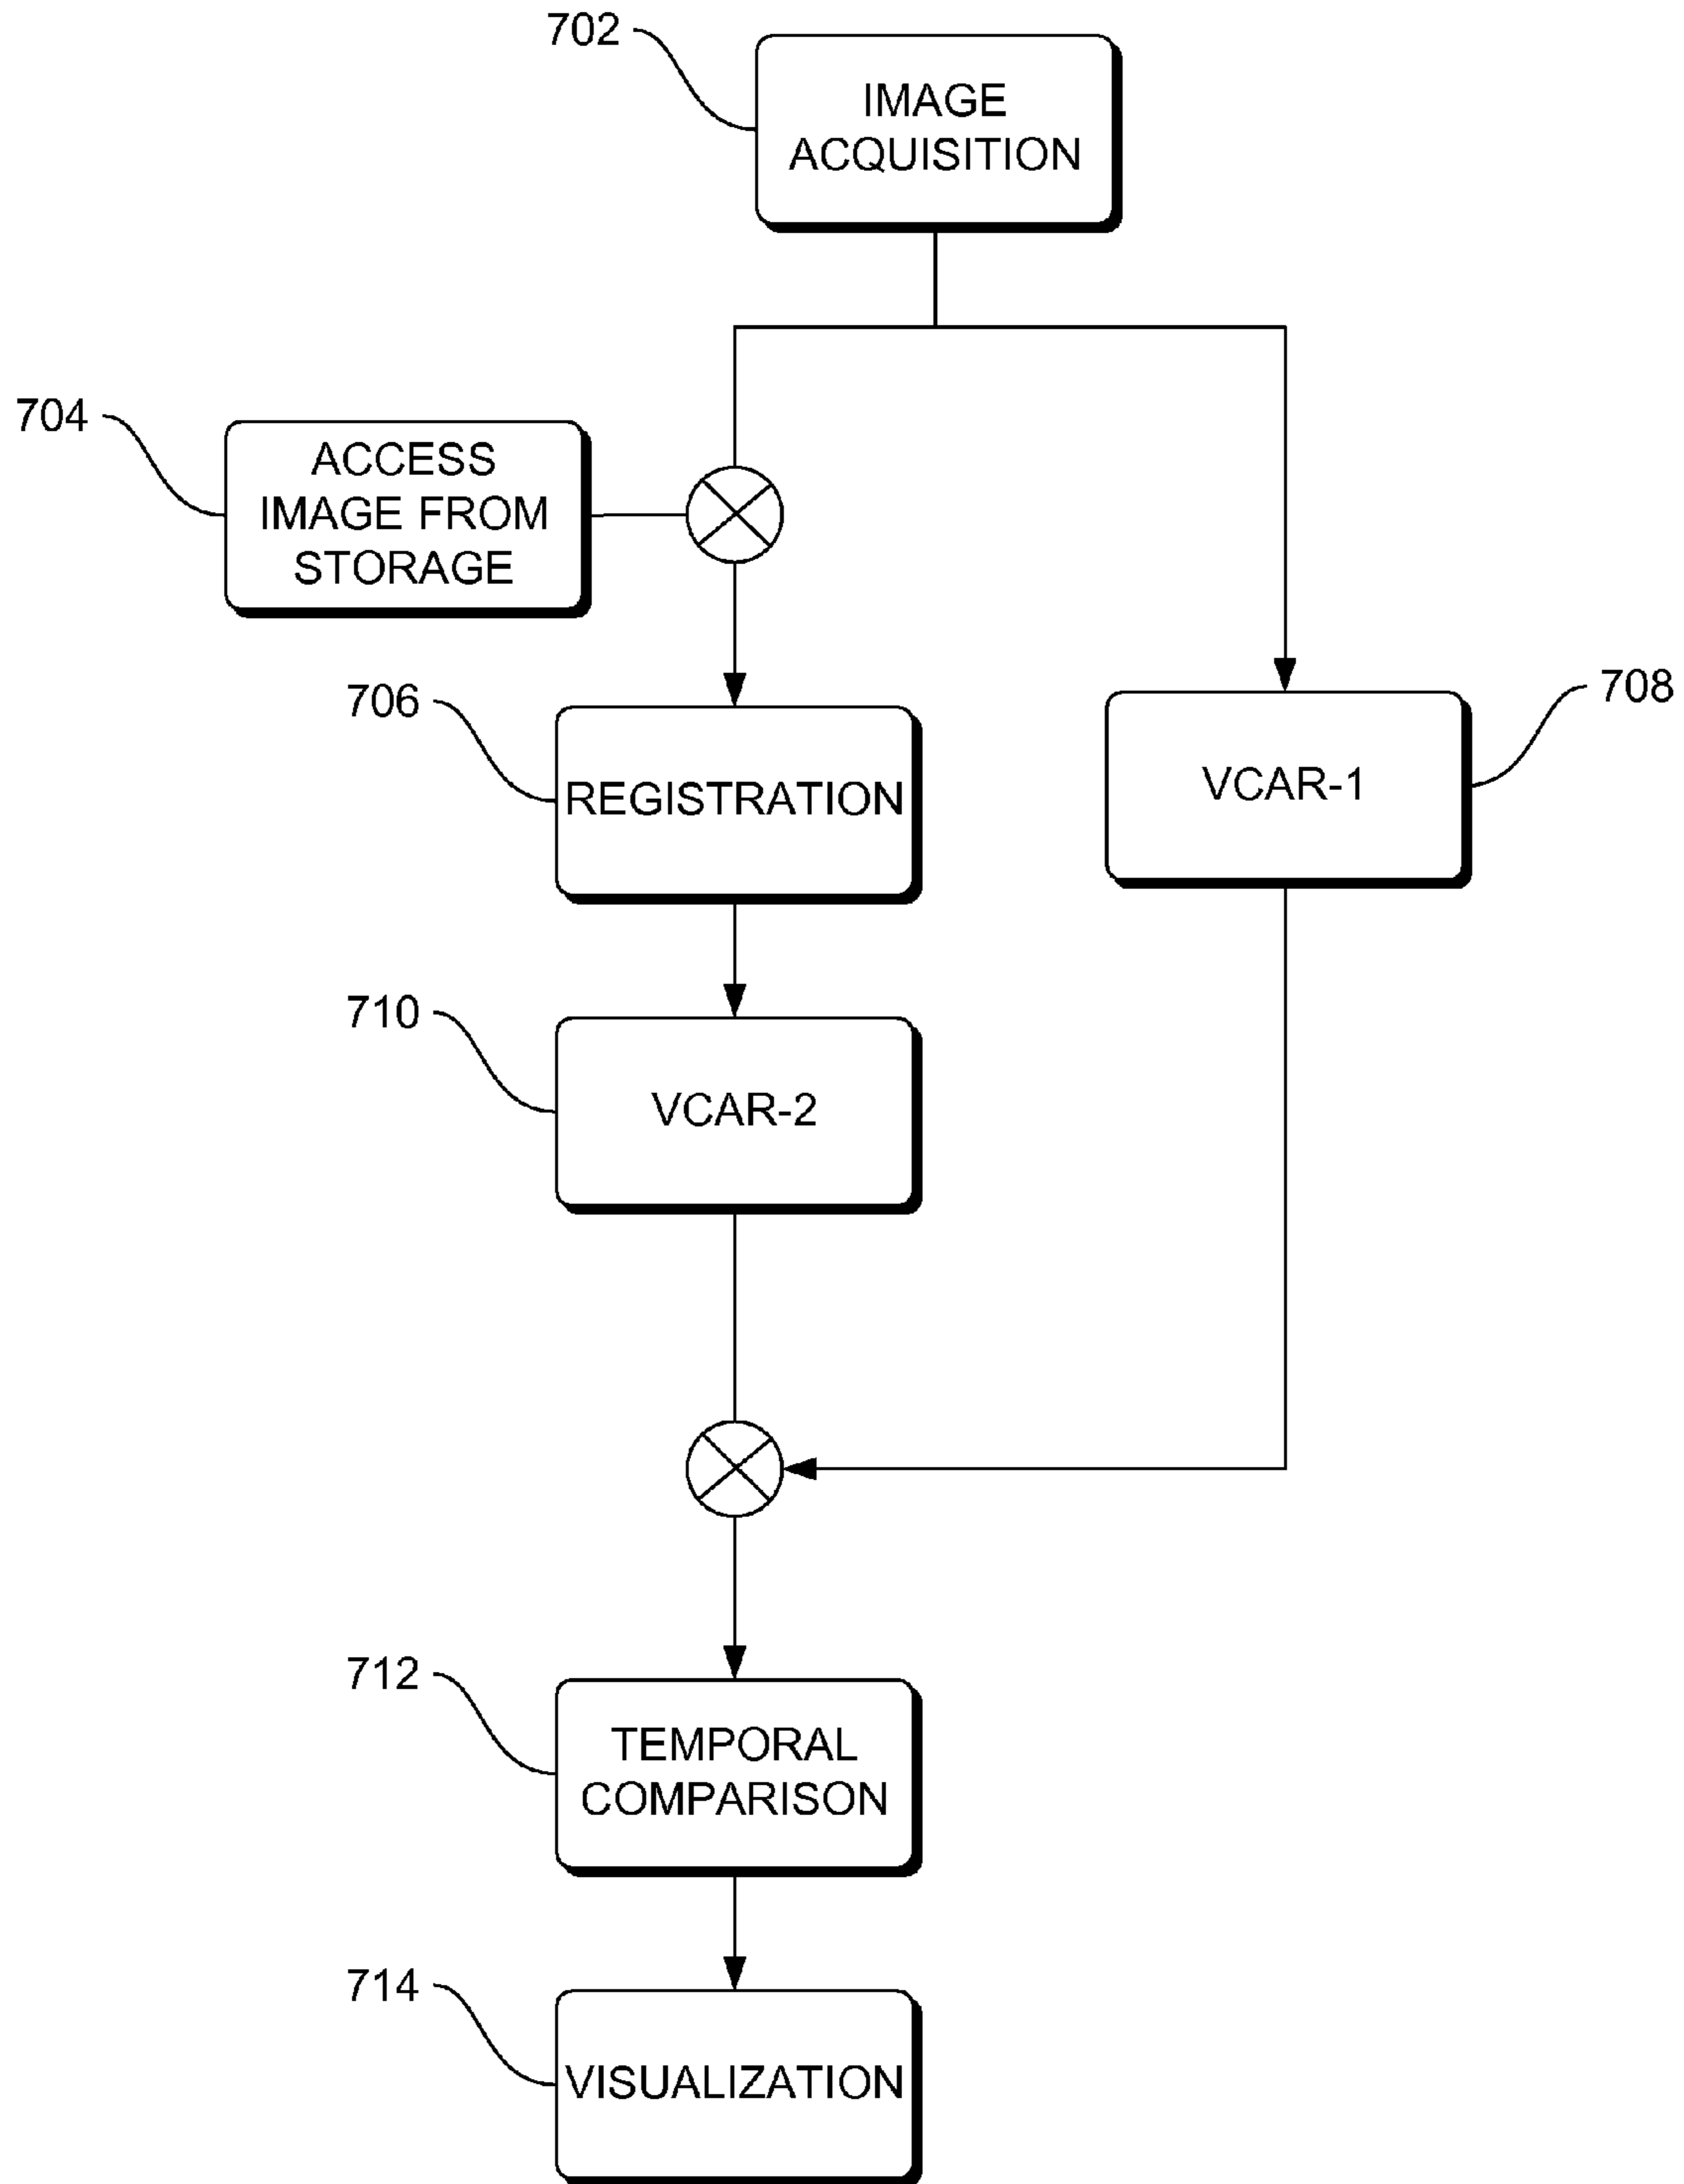 702
IMAGE
ACQUISITION
704
ACCESS
IMAGE FROM
STORAGE
706
REGISTRATION
708
VCAR-1
710
VCAR-2
712
TEMPORAL
COMPARISON
714
VISUALIZATION